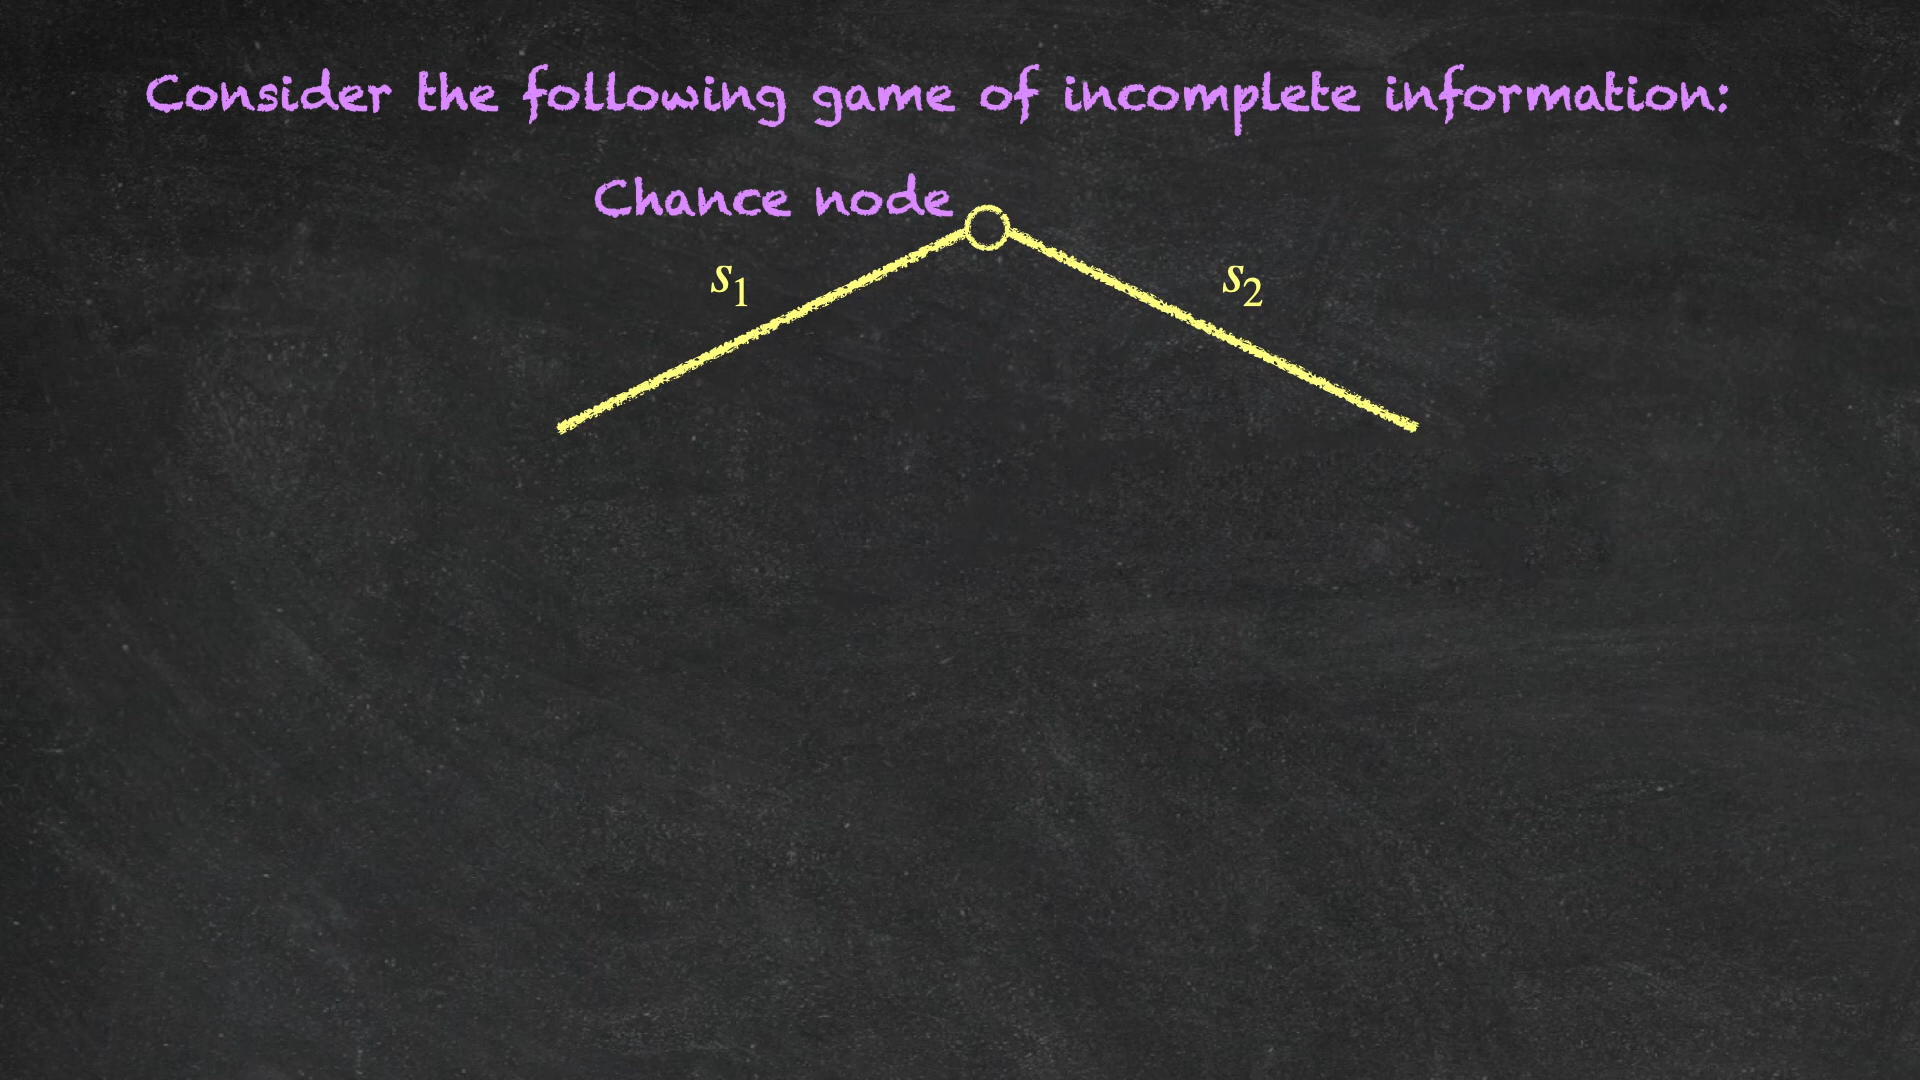 Consider the following game of incomplete information:
Chance node
s₁
s₂